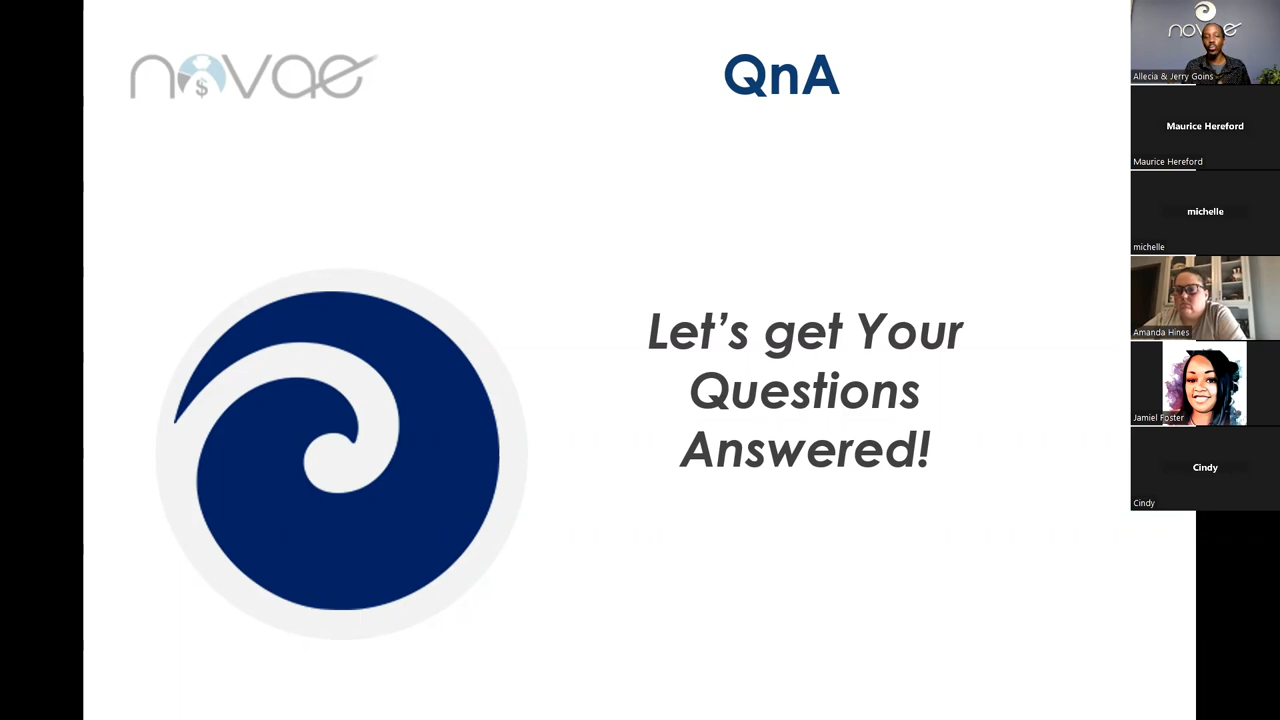 novae
QnA
Let's get Your
Questions
Answered!
novae
Allecia & Jerry Goins
Maurice Hereford
Maurice Hereford
michelle
michelle
Amanda Hines
Jamiel Foster
Cindy
Cindy